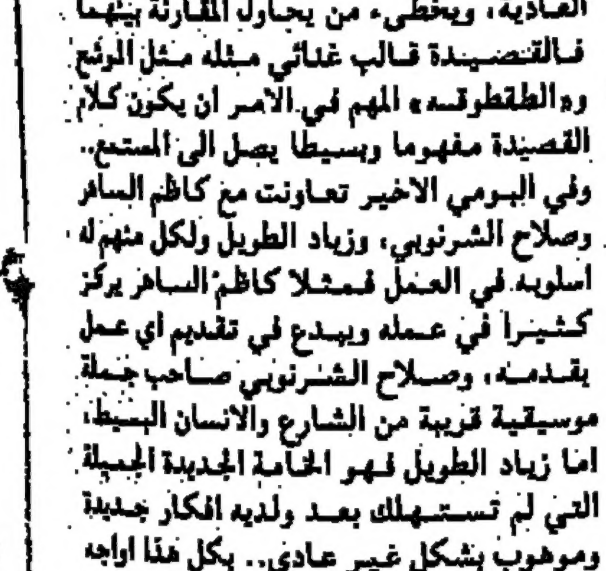 العادية، ويخطىء من يحاول المقارنة بينهما
فالقصيدة قالب غنائي مثله مثل الموشح
و«الطقطوقه» المهم في الامر ان يكون كلام
القصيدة مفهوما وبسيطا يصل الى المستمع..
وفي البومي الاخير تعاونت مع كاظم الساهر
وصلاح الشرنوبي، وزياد الطويل ولكل منهم له
اسلوبه في العمل فمثلا كاظم الساهر يركز
كثيرا في عمله ويبدع في تقديم اي عمل
يقدمه، وصلاح الشرنوبي صاحب جملة
موسيقية قريبة من الشارع والانسان البسيط،
اما زياد الطويل فهو الخامة الجديدة الجميلة
التي لم تستهلك بعد ولديه افكار جديدة
وموهوب بشكل غير عادي.. بكل هذا اواجه